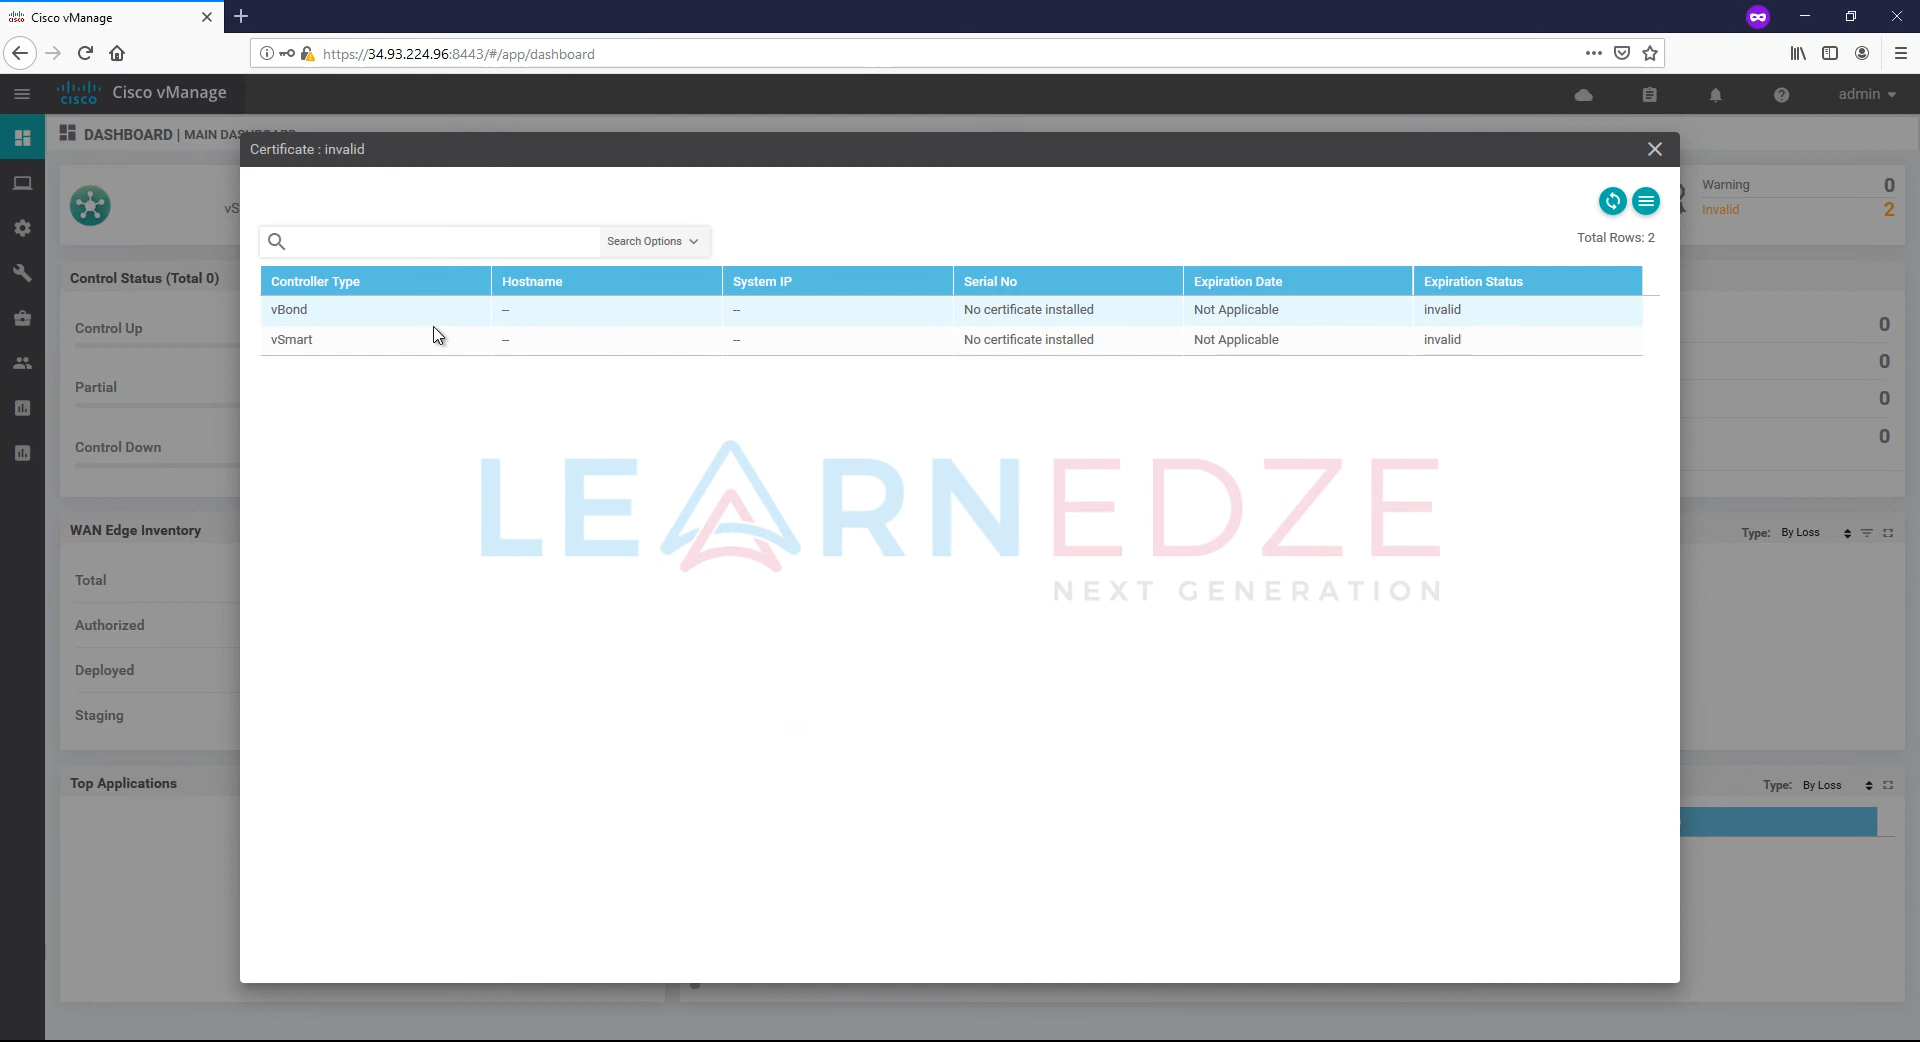 Cisco vManage
https://34.93.224.96:8443/#/app/dashboard
cisco Cisco vManage
admin
DASHBOARD | MAIN DASHBOARD
Certificate : invalid
vS
Warning 0
Invalid 2
Search Options
Total Rows: 2
Control Status (Total 0)
Controller Type Hostname System IP Serial No Expiration Date Expiration Status
vBond -- -- No certificate installed Not Applicable invalid
vSmart -- -- No certificate installed Not Applicable invalid
Control Up 0
0
Partial
0
0
Control Down
LEARNEDZE
NEXT GENERATION
WAN Edge Inventory
Type: By Loss
Total
Authorized
Deployed
Staging
Top Applications
Type: By Loss